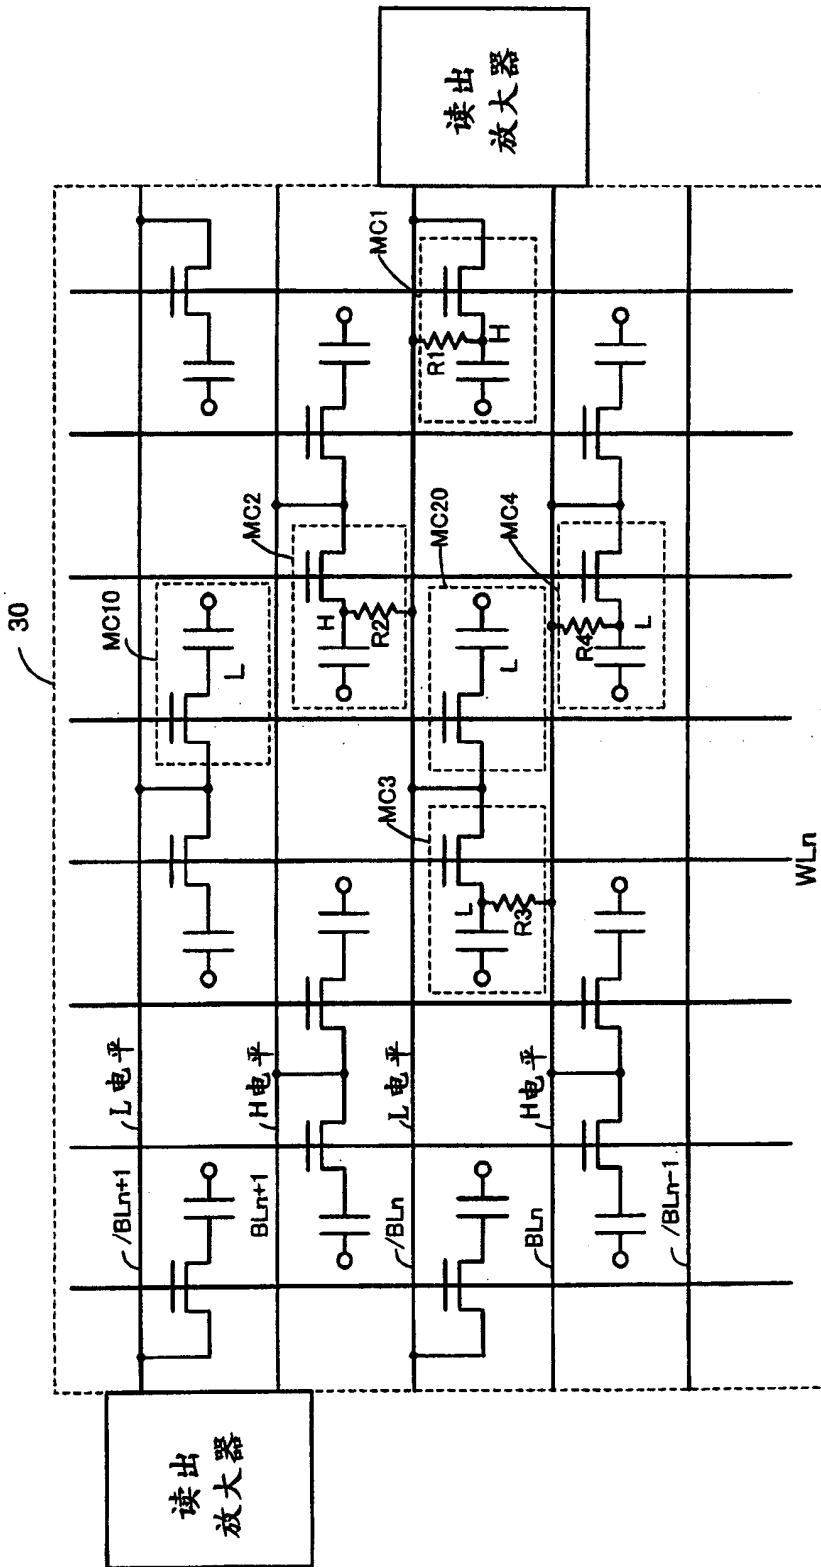 30
读出
放大器
/BLn+1
L电平
MC10
L
BLn+1
H电平
MC2
H
R2
/BLn
L电平
MC3
MC20
MC1
R1
H
L
L
R3
BLn
H电平
MC4
R4
L
/BLn-1
读出
放大器
WLn